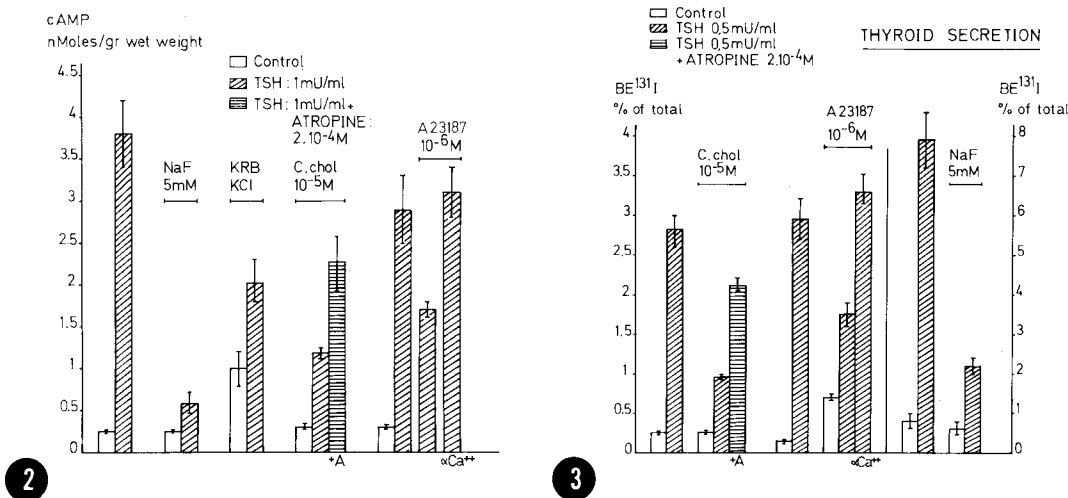 cAMP
nMoles/gr wet weight
Control
TSH : 1mU/ml
TSH : 1mU/ml+
ATROPINE :
2.10⁻⁴M
4.5
4
3.5
3
2.5
2
1.5
1
0.5
0
NaF
5mM
KRB
KCl
C.chol
10⁻⁵M
A23187
10⁻⁶M
+A
αCa⁺⁺
2
Control
TSH 0,5mU/ml
TSH 0,5mU/ml
+ATROPINE 2.10⁻⁴M
THYROID SECRETION
BE¹³¹I
% of total
BE¹³¹I
% of total
4
3.5
3
2.5
2
1.5
1
0.5
0
C.chol
10⁻⁵M
A23187
10⁻⁶M
NaF
5mM
8
7
6
5
4
3
2
1
0
+A
αCa⁺⁺
3